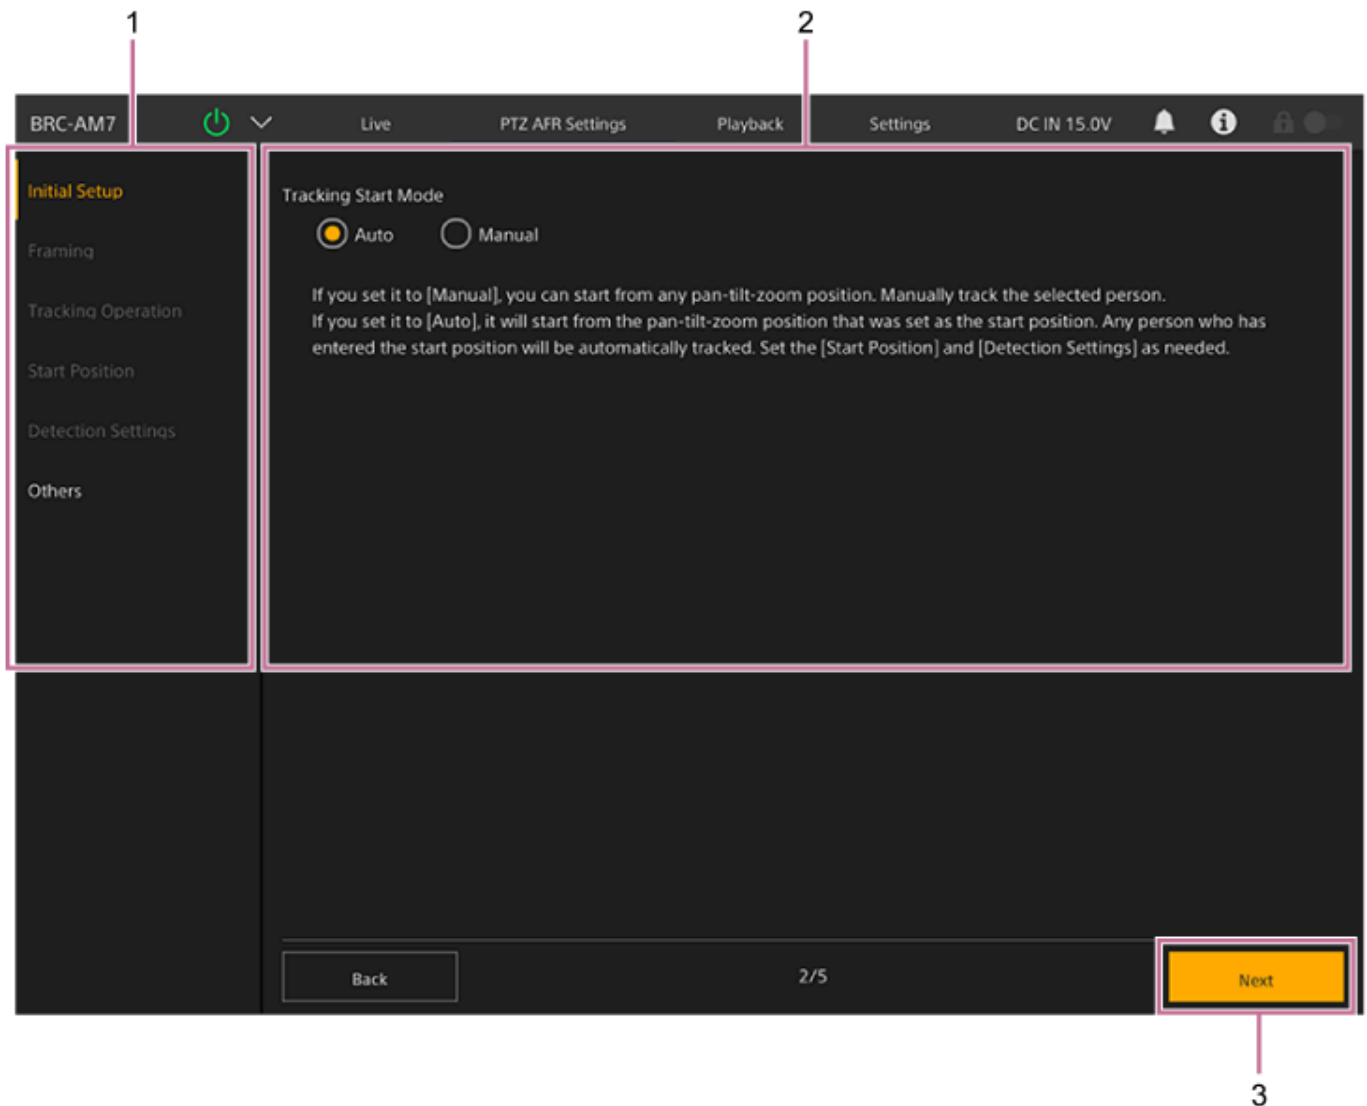 1 2
BRC-AM7 Live PTZ AFR Settings Playback Settings DC IN 15.0V
Initial Setup
Framing
Tracking Operation
Start Position
Detection Settings
Others
Tracking Start Mode
Auto Manual
If you set it to [Manual], you can start from any pan-tilt-zoom position. Manually track the selected person.
If you set it to [Auto], it will start from the pan-tilt-zoom position that was set as the start position. Any person who has
entered the start position will be automatically tracked. Set the [Start Position] and [Detection Settings] as needed.
Back 2/5 Next
3